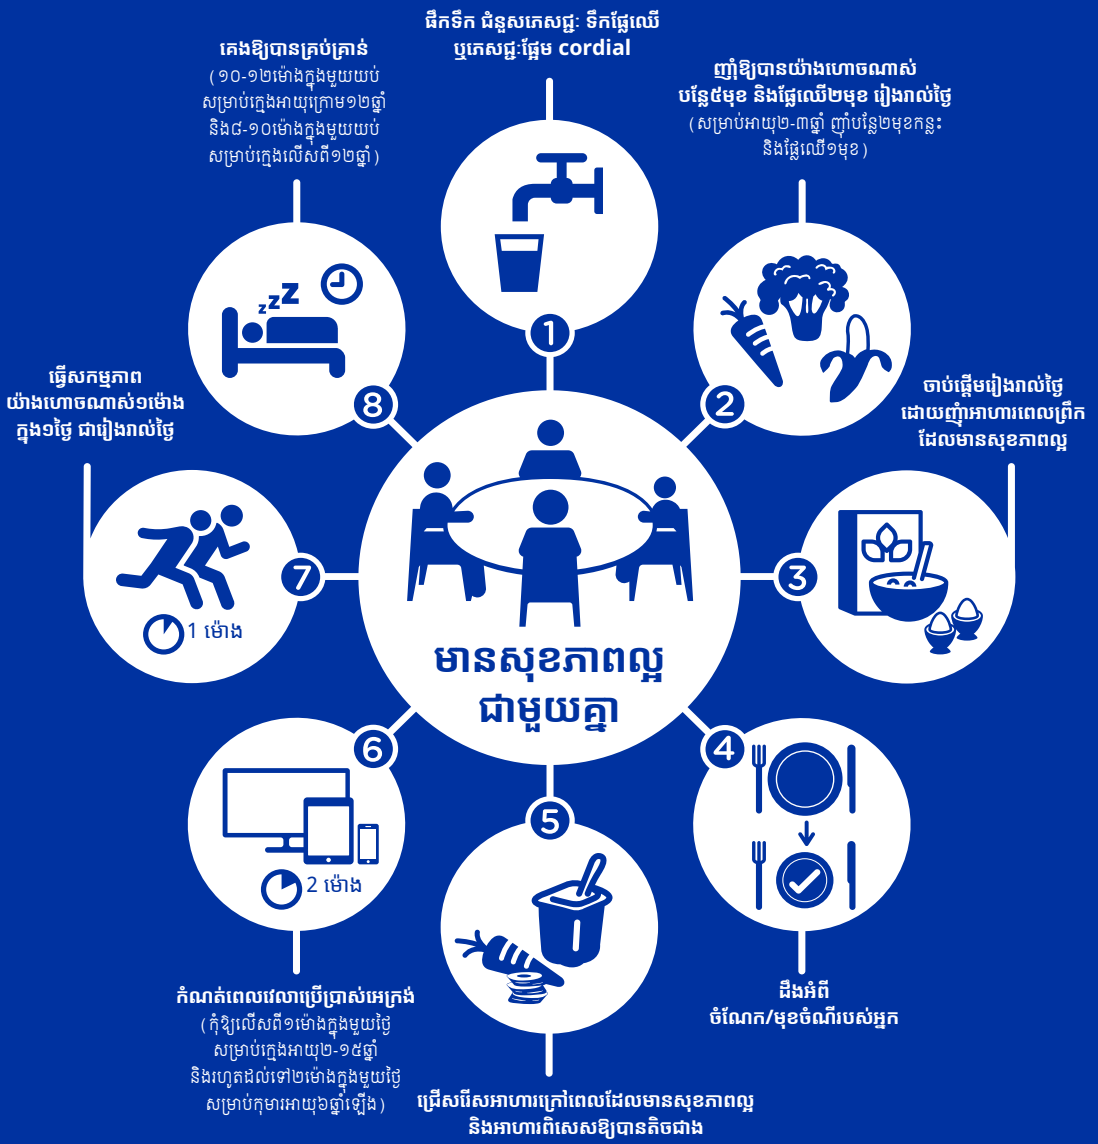 ផឹកទឹក ជំនួសភេសជ្ជៈ ទឹកផ្លែឈើ
ឬភេសជ្ជៈផ្អែម cordial
1
ញ៉ាំឱ្យបានយ៉ាងហោចណាស់
បន្លែ៥មុខ និងផ្លែឈើ២មុខ រៀងរាល់ថ្ងៃ
(សម្រាប់អាយុ២-៣ឆ្នាំ ញ៉ាំបន្លែ២មុខកន្លះ
និងផ្លែឈើ១មុខ)
2
ចាប់ផ្តើមរៀងរាល់ថ្ងៃ
ដោយញ៉ាំអាហារពេលព្រឹក
ដែលមានសុខភាពល្អ
3
4
ដឹងអំពី
ចំណែក/មុខចំណីរបស់អ្នក
5
ជ្រើសរើសអាហារក្រៅពេលដែលមានសុខភាពល្អ
និងអាហារពិសេសឱ្យបានតិចជាង
6
2 ម៉ោង
កំណត់ពេលវេលាប្រើប្រាស់អេក្រង់
(កុំឱ្យលើសពី១ម៉ោងក្នុងមួយថ្ងៃ
សម្រាប់ក្មេងអាយុ២-១៥ឆ្នាំ
និងរហូតដល់ទៅ២ម៉ោងក្នុងមួយថ្ងៃ
សម្រាប់កុមារអាយុ៦ឆ្នាំឡើង)
ធ្វើសកម្មភាព
យ៉ាងហោចណាស់១ម៉ោង
ក្នុង១ថ្ងៃ ជារៀងរាល់ថ្ងៃ
7
1 ម៉ោង
គេងឱ្យបានគ្រប់គ្រាន់
(១០-១២ម៉ោងក្នុងមួយយប់
សម្រាប់ក្មេងអាយុក្រោម១២ឆ្នាំ
និង៨-១០ម៉ោងក្នុងមួយយប់
សម្រាប់ក្មេងលើសពី១២ឆ្នាំ)
zzz
8
មានសុខភាពល្អ
ជាមួយគ្នា